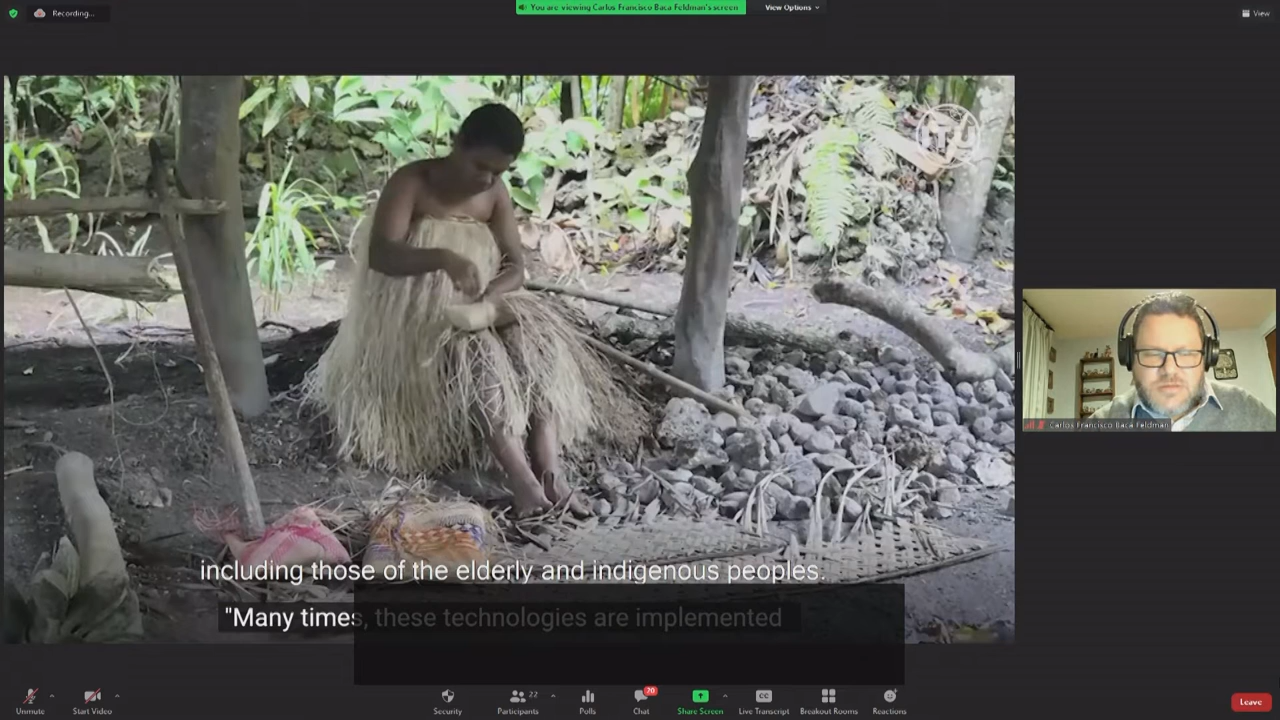 Recording...
You are viewing Carlos Francisco Baca Feldman's screen
View Options
View
ITU
Carlos Francisco Baca Feldman
including those of the elderly and indigenous peoples.
"Many times, these technologies are implemented
22
20
Unmute
Start Video
Security
Participants
Polls
Chat
Share Screen
CC
Live Transcript
Breakout Rooms
Reactions
Leave